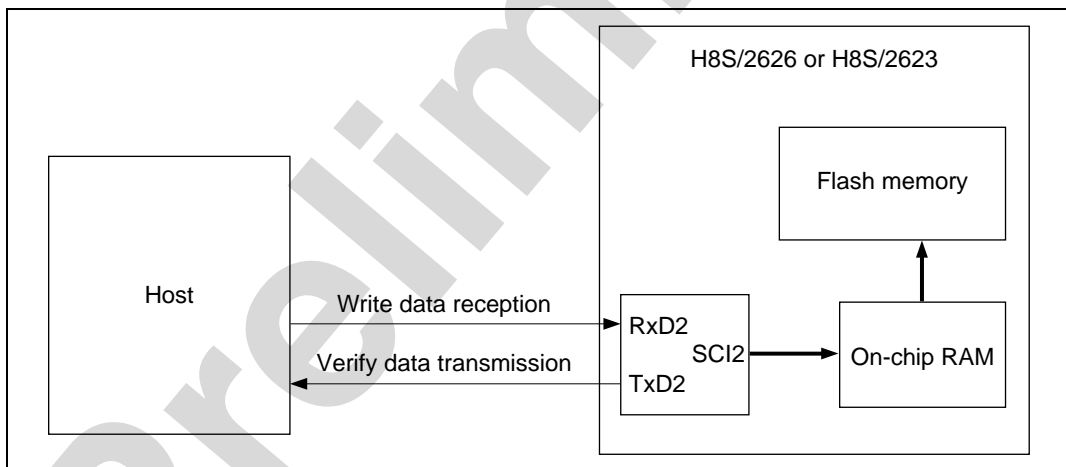 H8S/2626 or H8S/2623
Flash memory
Host
Write data reception
Verify data transmission
RxD2
SCI2
TxD2
On-chip RAM
Prelim